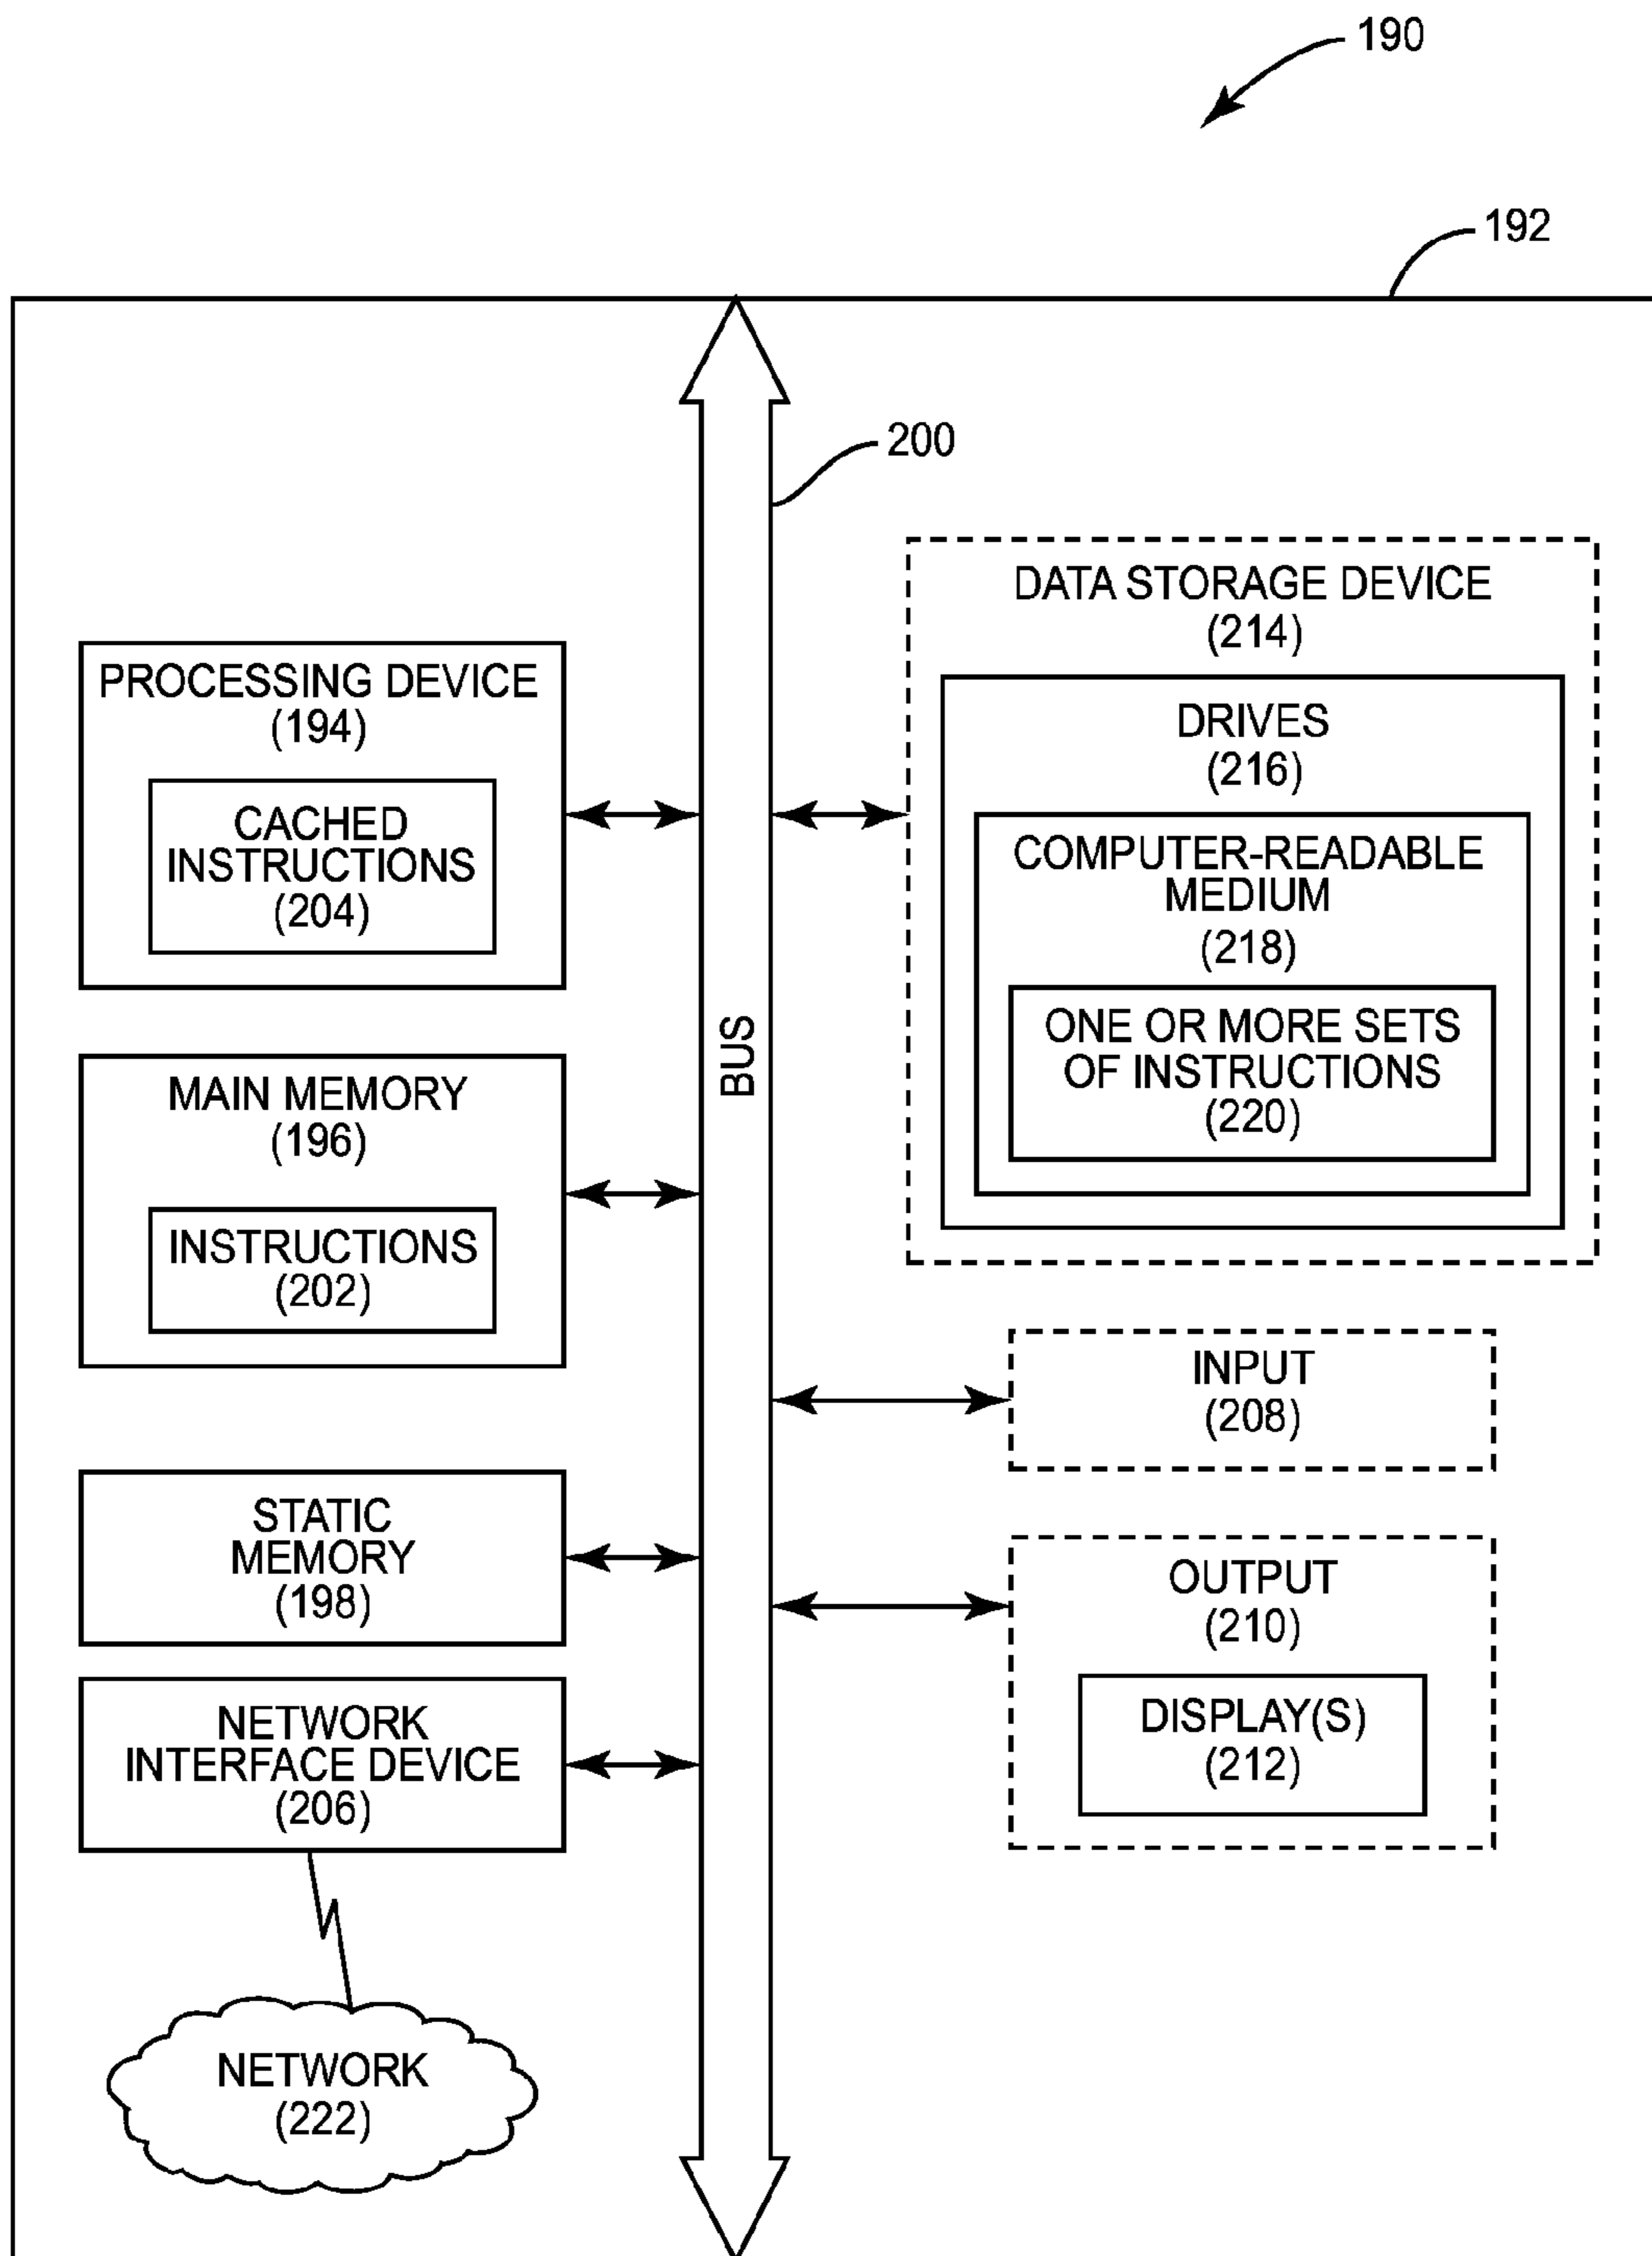 190
192
200
DATA STORAGE DEVICE
(214)
DRIVES
(216)
COMPUTER-READABLE
MEDIUM
(218)
ONE OR MORE SETS
OF INSTRUCTIONS
(220)
PROCESSING DEVICE
(194)
CACHED
INSTRUCTIONS
(204)
BUS
MAIN MEMORY
(196)
INSTRUCTIONS
(202)
INPUT
(208)
STATIC
MEMORY
(198)
OUTPUT
(210)
DISPLAY(S)
(212)
NETWORK
INTERFACE DEVICE
(206)
NETWORK
(222)